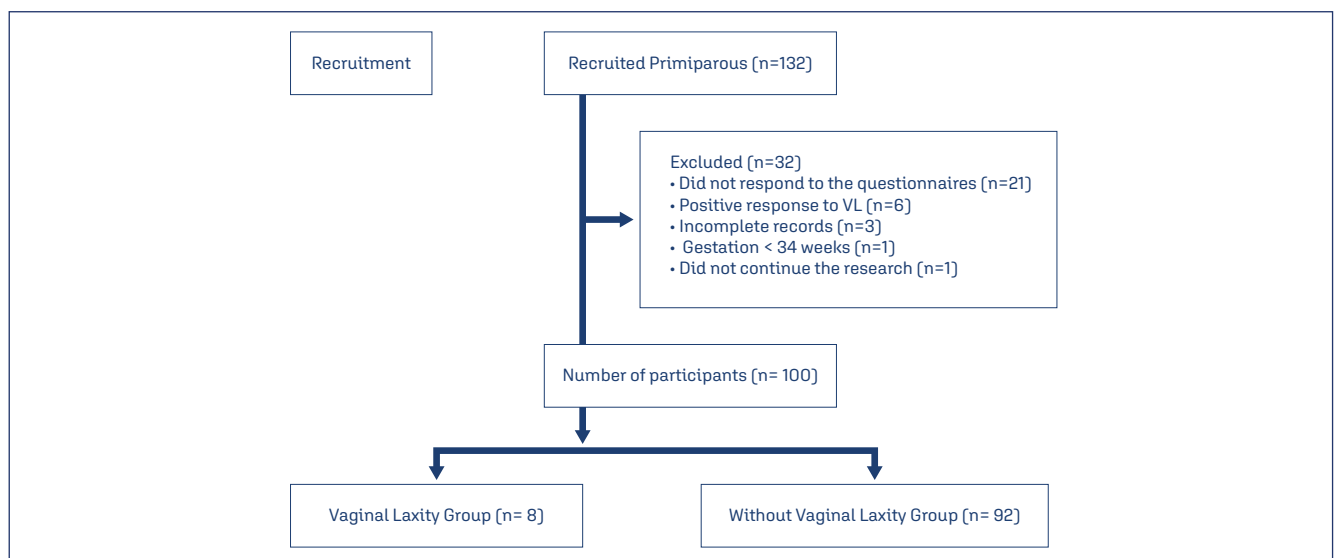 Recruitment
Recruited Primiparous (n=132)
Excluded (n=32)
• Did not respond to the questionnaires (n=21)
• Positive response to VL (n=6)
• Incomplete records (n=3)
• Gestation < 34 weeks (n=1)
• Did not continue the research (n=1)
Number of participants (n= 100)
Vaginal Laxity Group (n= 8)
Without Vaginal Laxity Group (n= 92)